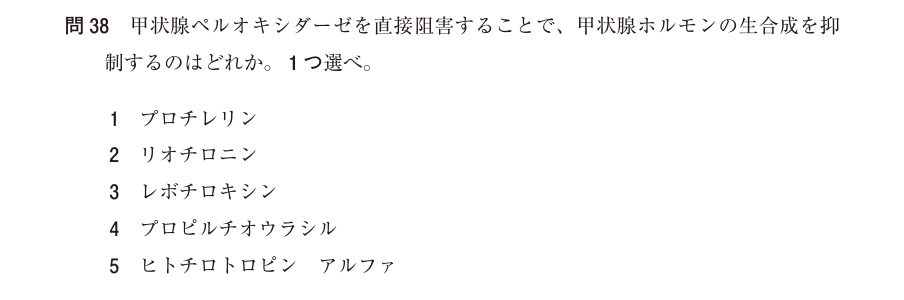 問 38　甲状腺ペルオキシダーゼを直接阻害することで、甲状腺ホルモンの生合成を抑
制するのはどれか。1つ選べ。
1　プロチレリン
2　リオチロニン
3　レボチロキシン
4　プロピルチオウラシル
5　ヒトチロトロピン　アルファ